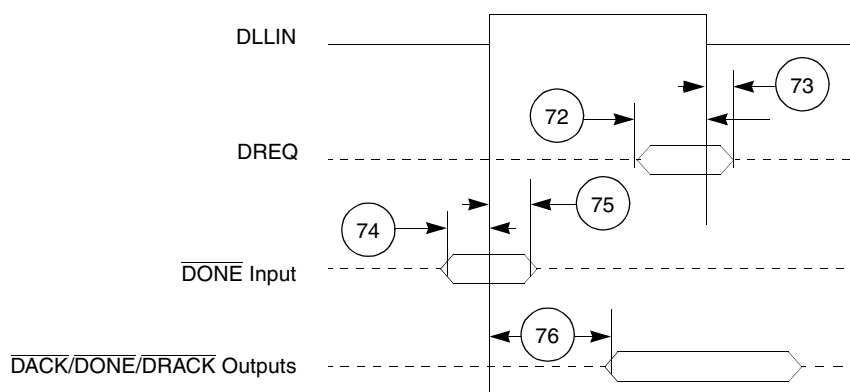 DLLIN
73
72
DREQ
75
74
DONE Input
76
DACK/DONE/DRACK Outputs